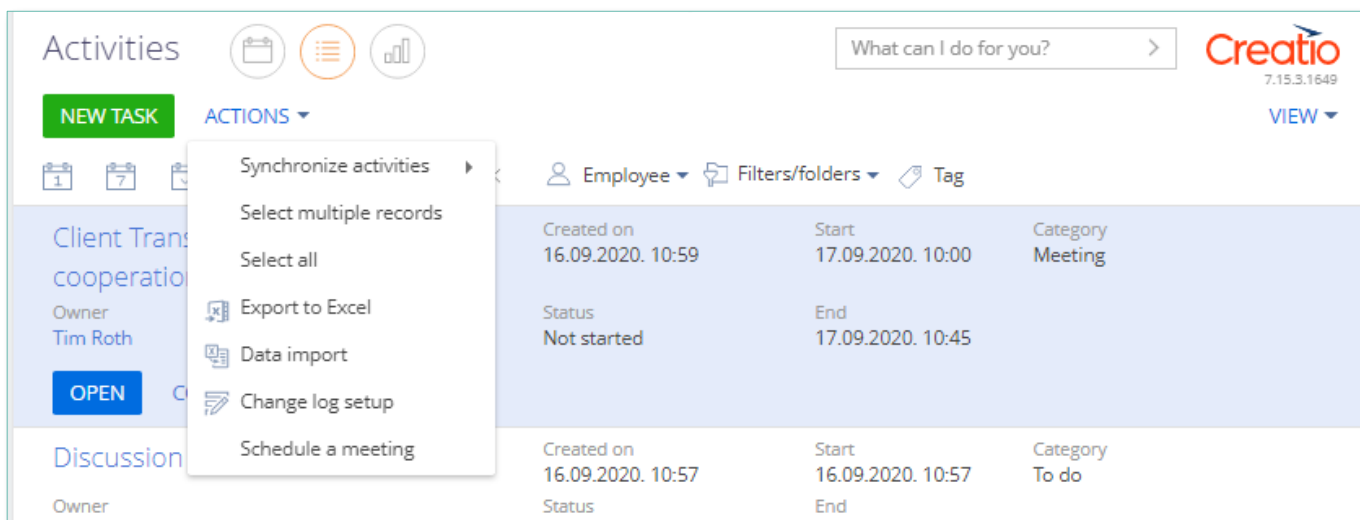 Activities
What can I do for you?
Creatio
7.15.3.1649
NEW TASK
ACTIONS
VIEW
1
7
Employee
Filters/folders
Tag
Synchronize activities
Select multiple records
Select all
Export to Excel
Data import
Change log setup
Schedule a meeting
Client
cooperation
Owner
Tim Roth
OPEN
Created on
16.09.2020. 10:59
Start
17.09.2020. 10:00
Category
Meeting
Status
Not started
End
17.09.2020. 10:45
Discussion
Owner
Created on
16.09.2020. 10:57
Start
16.09.2020. 10:57
Category
To do
Status
End